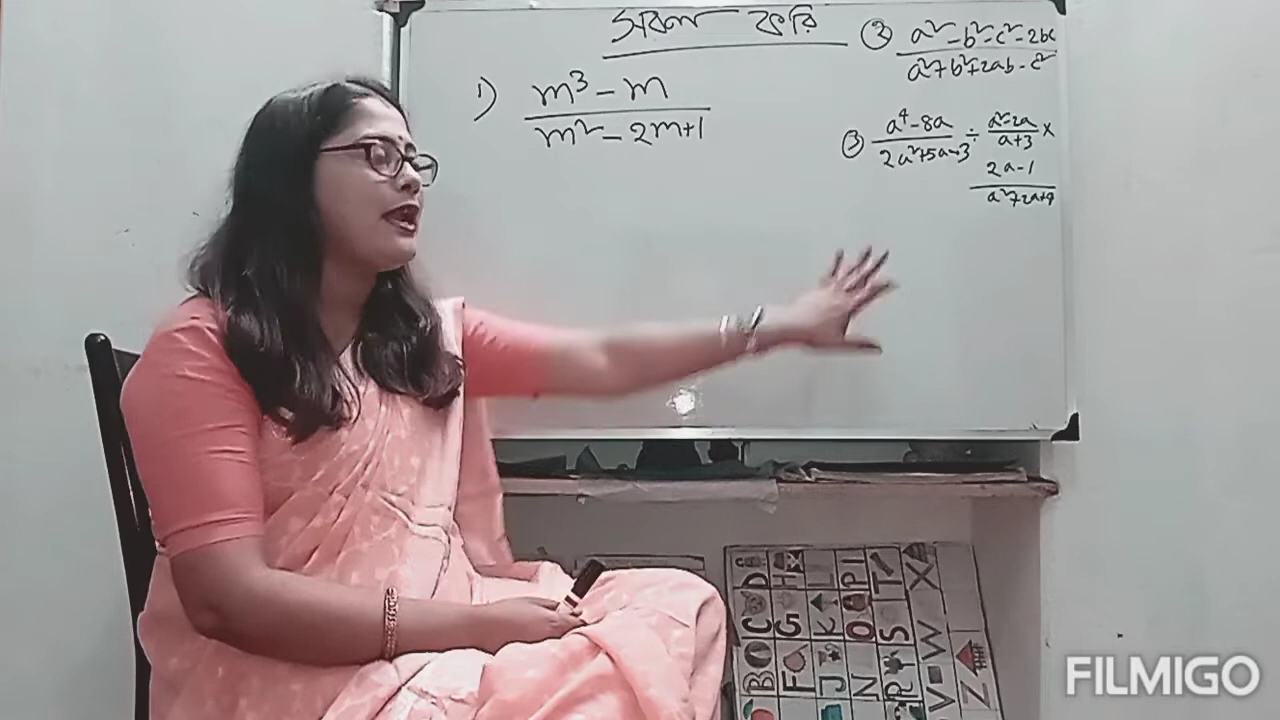 সরল করি
১) m³ – m / m² – 2m+1
② a² – b² – c² – 2bc / a² + b² + 2ab – c²
③ a⁴ – 8a / 2a² + 5a – 3 ÷ a² – 2a / a + 3 ×
2a – 1 / a² + 2a + 4
B C D
F G H
J K L
N O P I
R S T
V W X
Z
FILMIGO